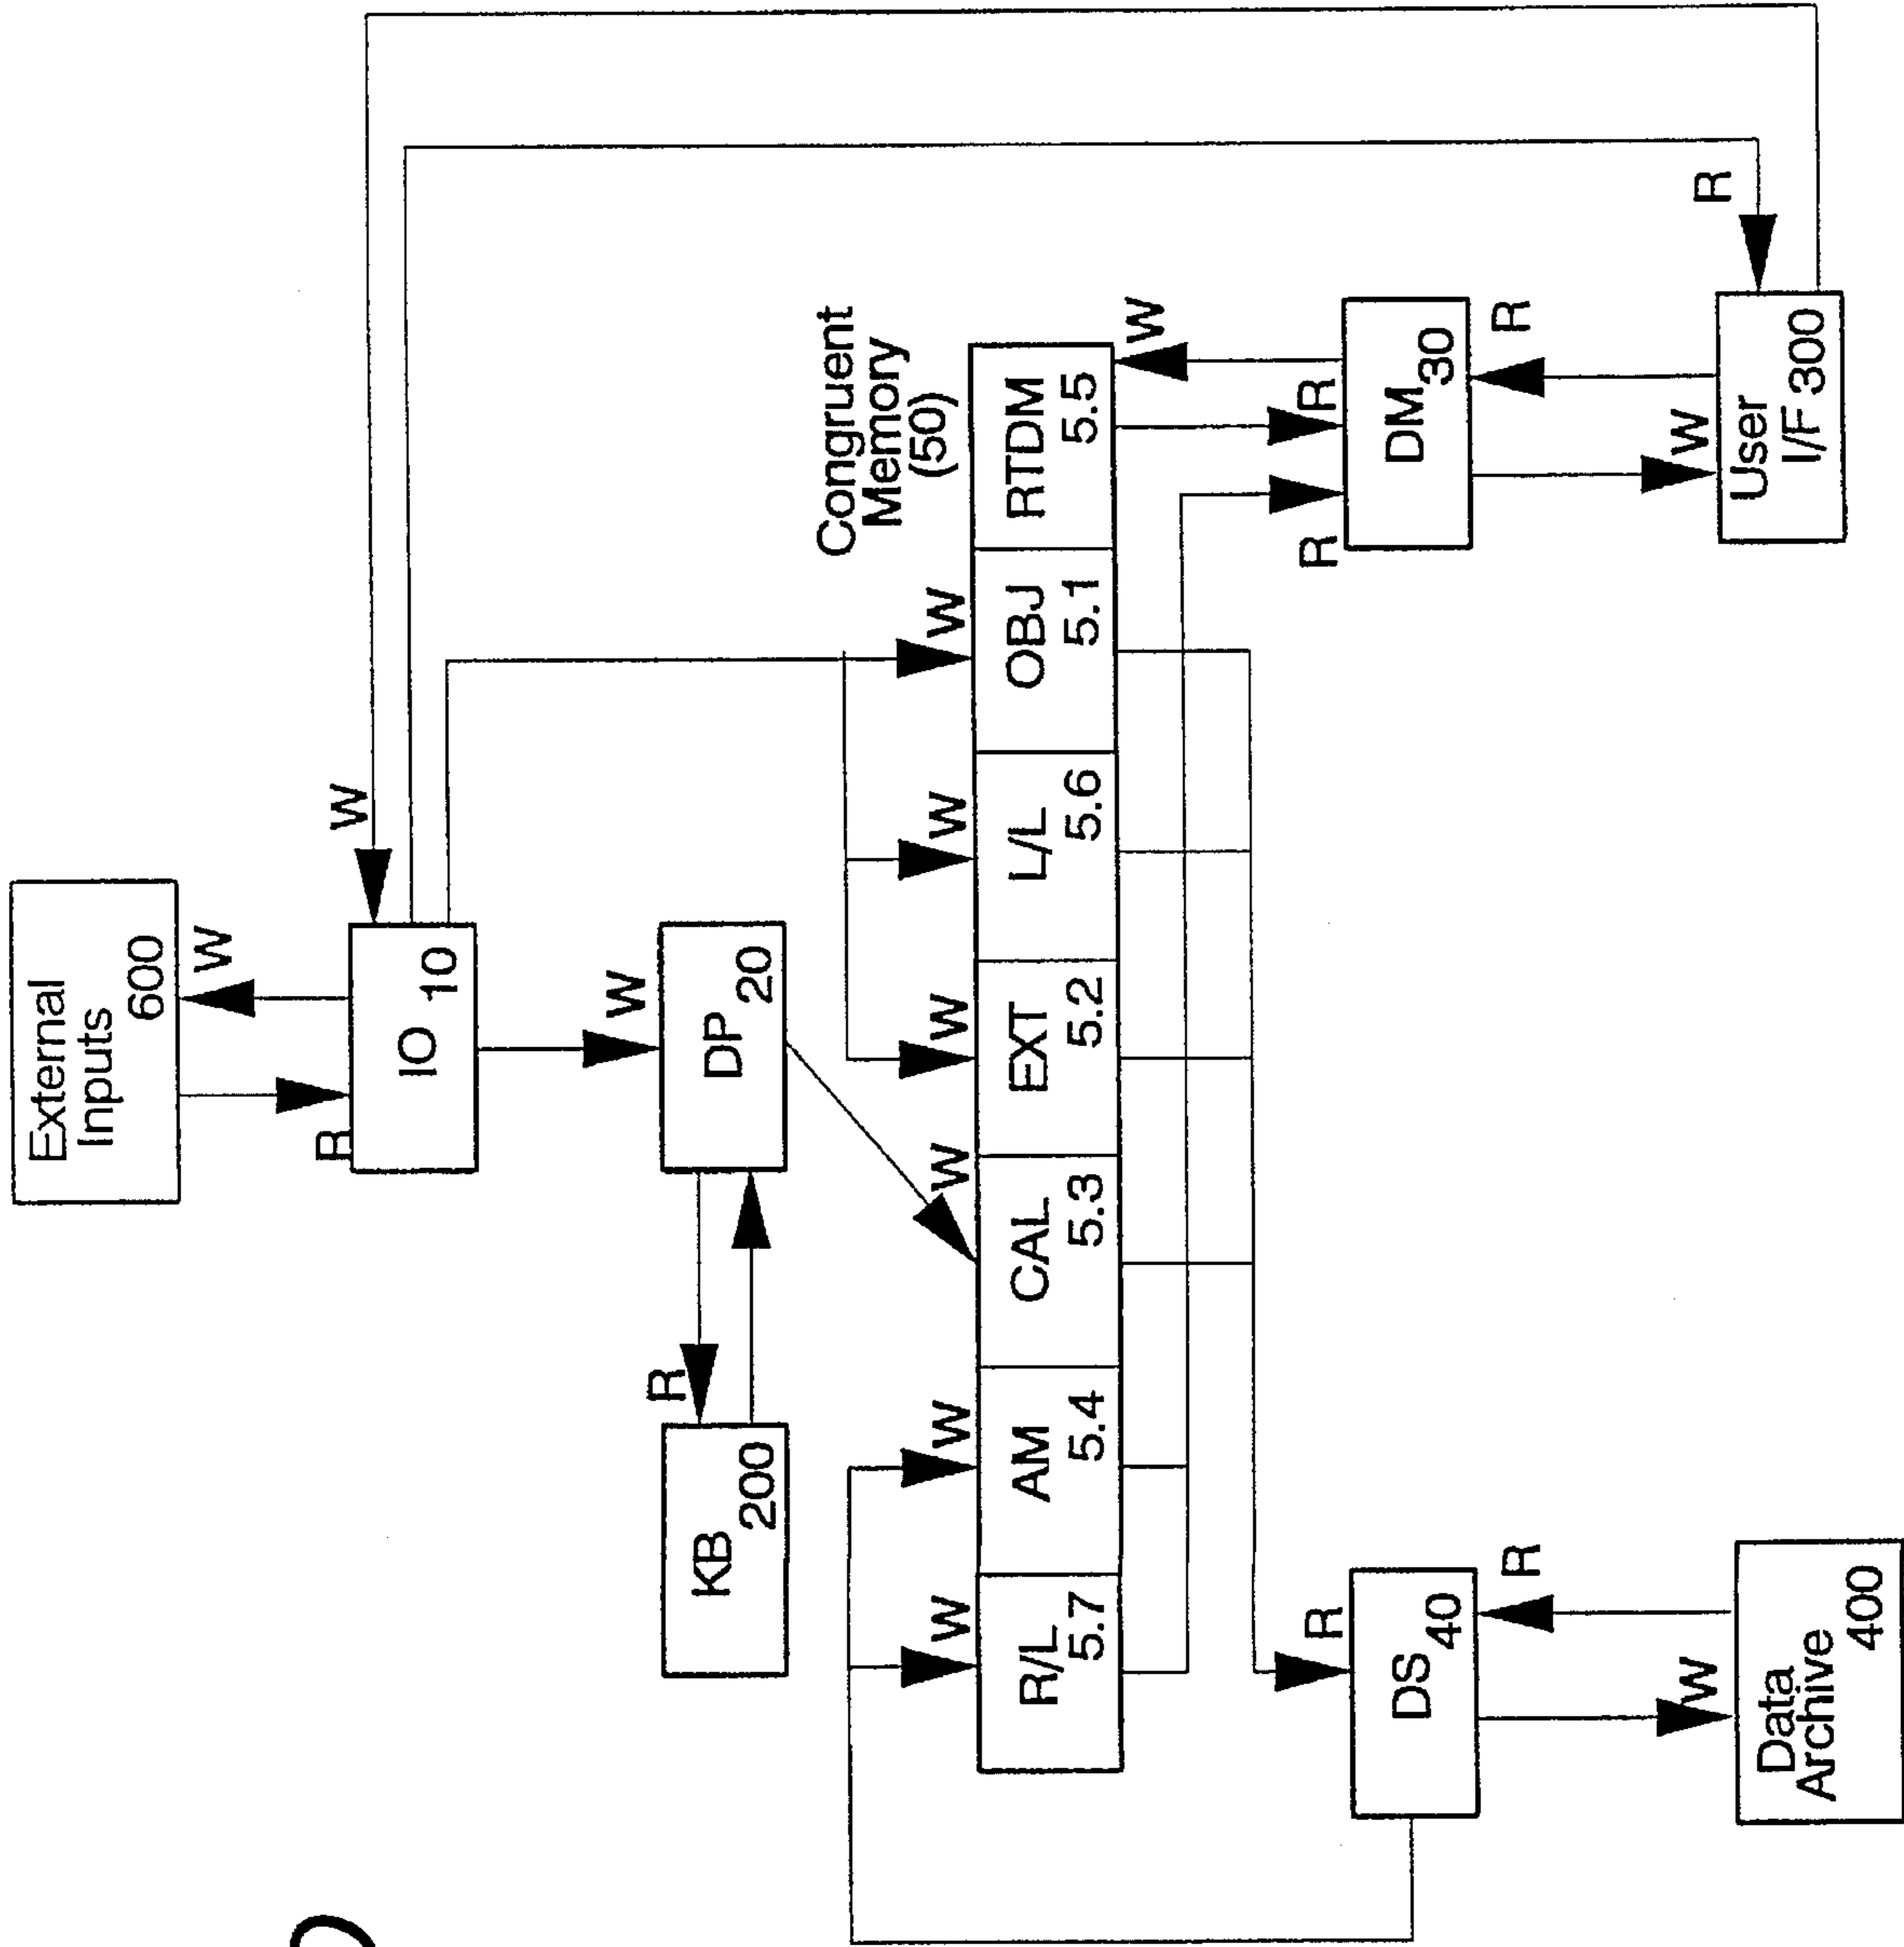 External
Inputs
600
W
R
W
IO
10
W
DP
20
R
KB
200
Congruent
Memory
(50)
W
W
W
W
W
W
R/L
5.7
AM
5.4
CAL
5.3
EXT
5.2
L/L
5.6
OBJ
5.1
RTDM
5.5
W
R
R
R
DS
40
DM
30
R
R
W
W
R
Data
Archive
400
User
I/F 300